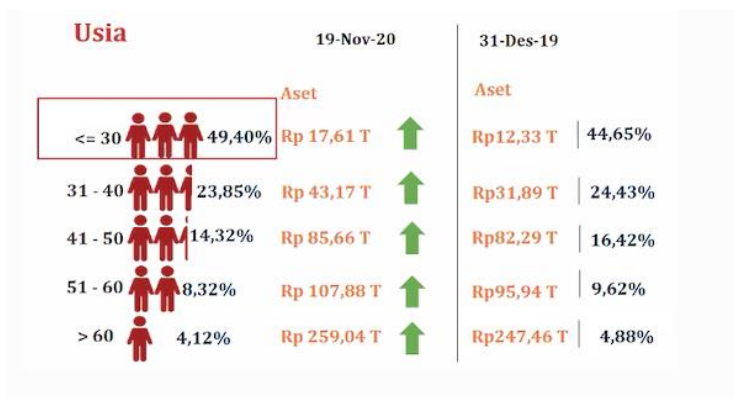 Usia 19-Nov-20 31-Des-19
Aset Aset
<= 30 49,40% Rp 17,61 T Rp12,33 T 44,65%
31 - 40 23,85% Rp 43,17 T Rp31,89 T 24,43%
41 - 50 14,32% Rp 85,66 T Rp82,29 T 16,42%
51 - 60 8,32% Rp 107,88 T Rp95,94 T 9,62%
> 60 4,12% Rp 259,04 T Rp247,46 T 4,88%